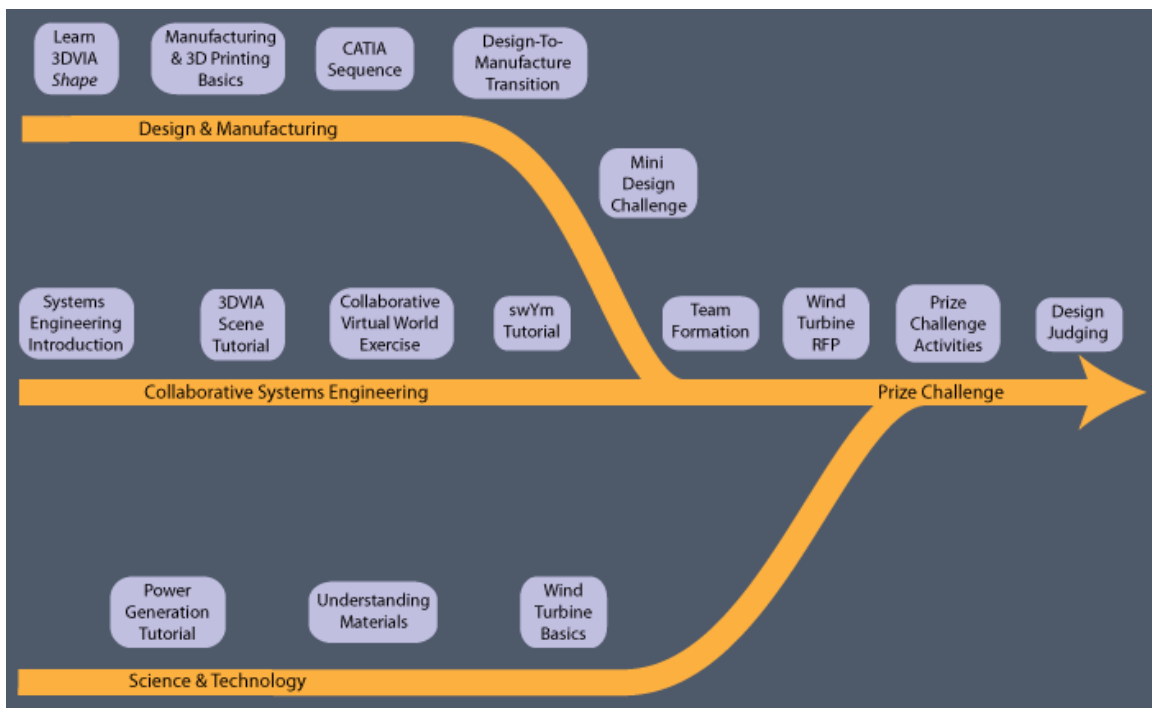 Learn
3DVIA
Shape
Manufacturing
& 3D Printing
Basics
CATIA
Sequence
Design-To-
Manufacture
Transition
Design & Manufacturing
Mini
Design
Challenge
Systems
Engineering
Introduction
3DVIA
Scene
Tutorial
Collaborative
Virtual World
Exercise
swYm
Tutorial
Team
Formation
Wind
Turbine
RFP
Prize
Challenge
Activities
Design
Judging
Collaborative Systems Engineering
Prize Challenge
Power
Generation
Tutorial
Understanding
Materials
Wind
Turbine
Basics
Science & Technology